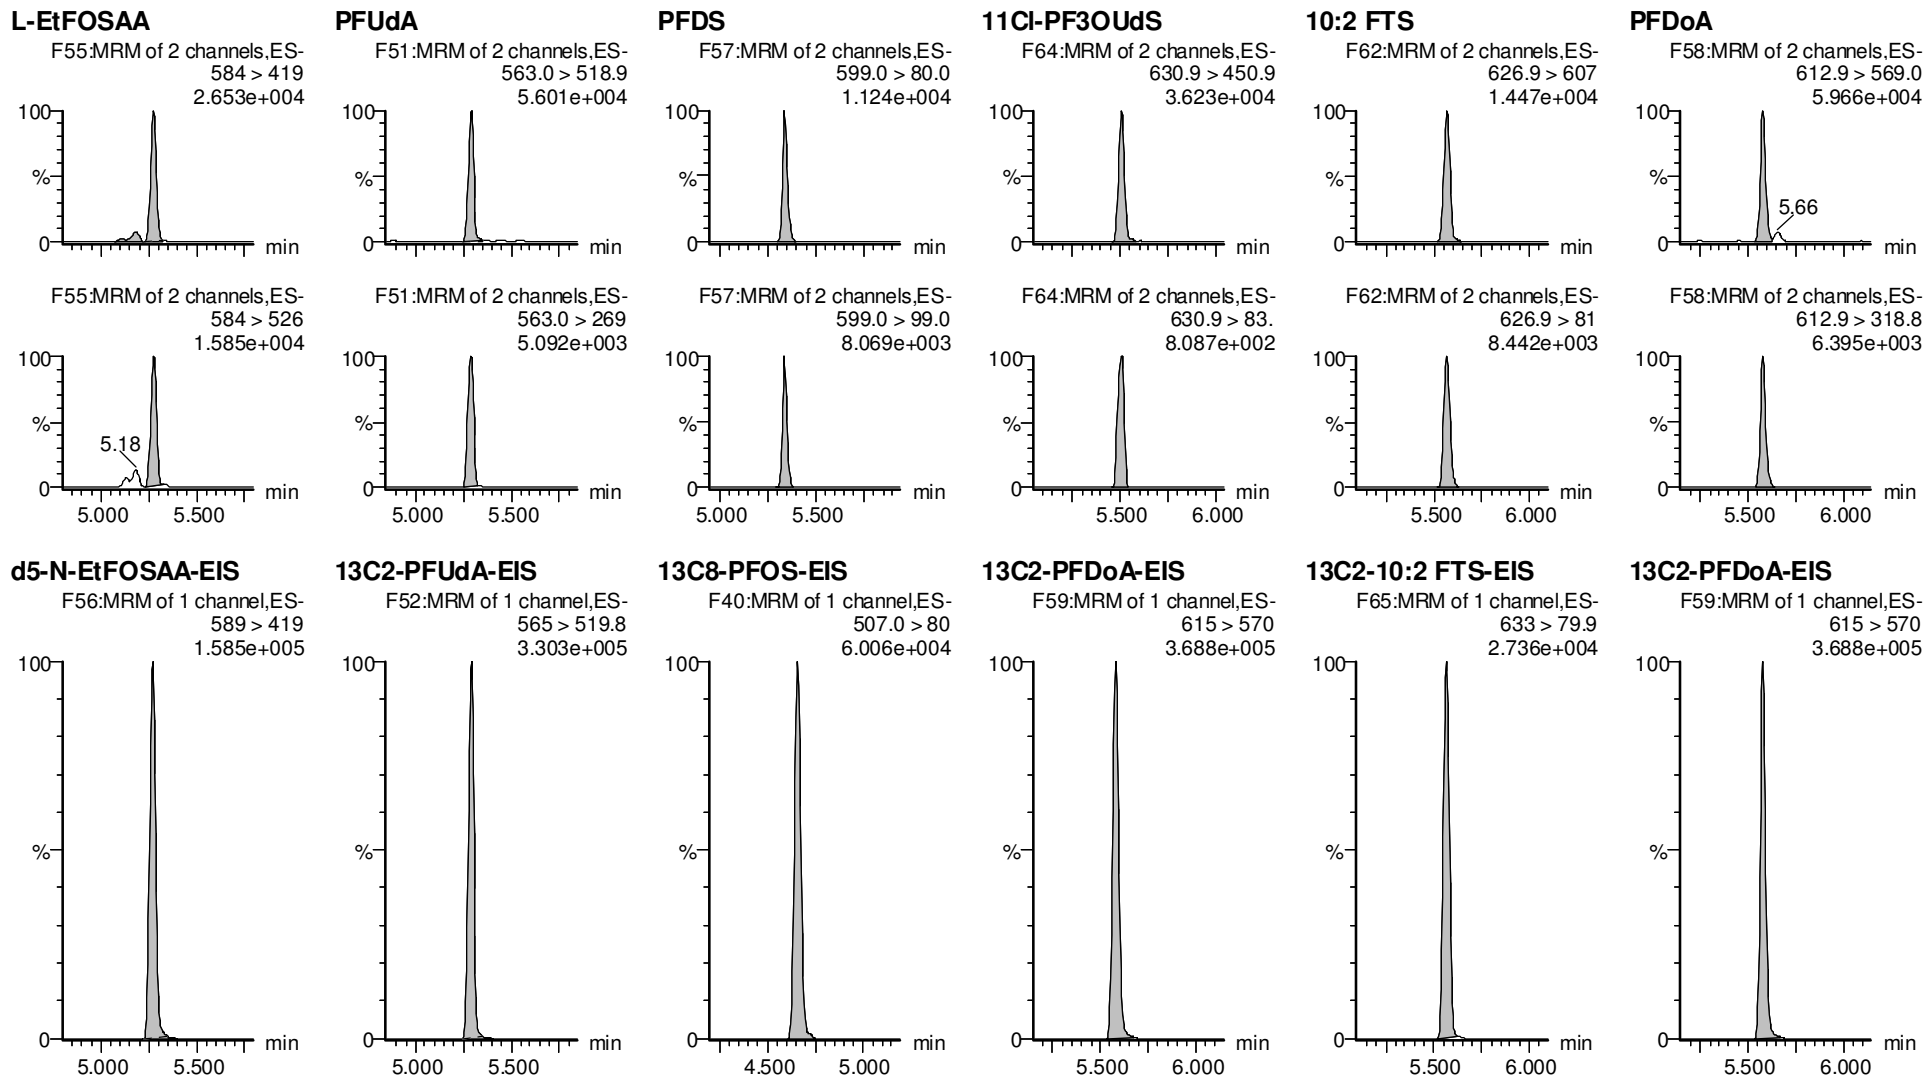 L-EtFOSAA
F55:MRM of 2 channels,ES-
584 > 419
2.653e+004
100
%
0
min
F55:MRM of 2 channels,ES-
584 > 526
1.585e+004
100
%
5.18
0
min
5.000 5.500
PFUdA
F51:MRM of 2 channels,ES-
563.0 > 518.9
5.601e+004
100
%
0
min
F51:MRM of 2 channels,ES-
563.0 > 269
5.092e+003
100
%
0
min
5.000 5.500
PFDS
F57:MRM of 2 channels,ES-
599.0 > 80.0
1.124e+004
100
%
0
min
F57:MRM of 2 channels,ES-
599.0 > 99.0
8.069e+003
100
%
0
min
5.000 5.500
11Cl-PF3OUdS
F64:MRM of 2 channels,ES-
630.9 > 450.9
3.623e+004
100
%
0
min
F64:MRM of 2 channels,ES-
630.9 > 83.
8.087e+002
100
%
0
min
5.500 6.000
10:2 FTS
F62:MRM of 2 channels,ES-
626.9 > 607
1.447e+004
100
%
0
min
F62:MRM of 2 channels,ES-
626.9 > 81
8.442e+003
100
%
0
min
5.500 6.000
PFDoA
F58:MRM of 2 channels,ES-
612.9 > 569.0
5.966e+004
100
%
5.66
0
min
F58:MRM of 2 channels,ES-
612.9 > 318.8
6.395e+003
100
%
0
min
5.500 6.000
d5-N-EtFOSAA-EIS
F56:MRM of 1 channel,ES-
589 > 419
1.585e+005
100
%
0
min
5.000 5.500
13C2-PFUdA-EIS
F52:MRM of 1 channel,ES-
565 > 519.8
3.303e+005
100
%
0
min
5.000 5.500
13C8-PFOS-EIS
F40:MRM of 1 channel,ES-
507.0 > 80
6.006e+004
100
%
0
min
4.500 5.000
13C2-PFDoA-EIS
F59:MRM of 1 channel,ES-
615 > 570
3.688e+005
100
%
0
min
5.500 6.000
13C2-10:2 FTS-EIS
F65:MRM of 1 channel,ES-
633 > 79.9
2.736e+004
100
%
0
min
5.500 6.000
13C2-PFDoA-EIS
F59:MRM of 1 channel,ES-
615 > 570
3.688e+005
100
%
0
min
5.500 6.000